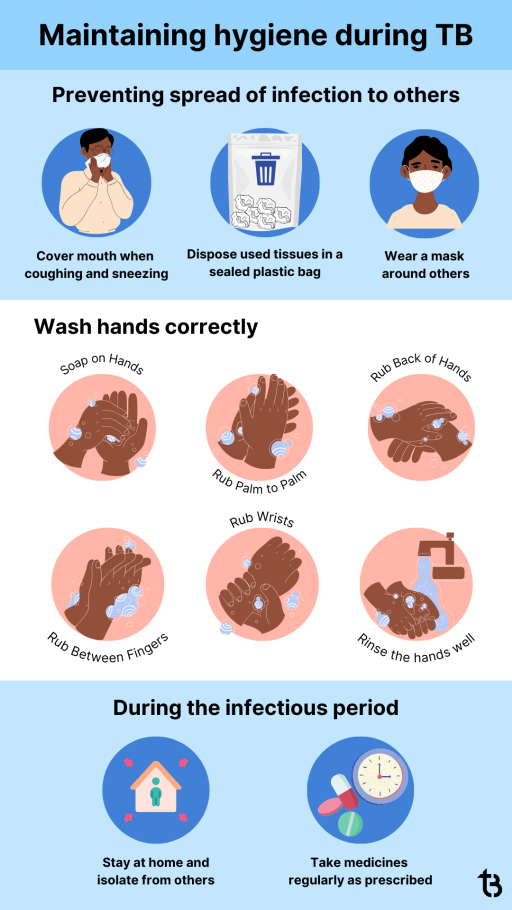 Maintaining hygiene during TB
Preventing spread of infection to others
Cover mouth when
coughing and sneezing
Dispose used tissues in a
sealed plastic bag
Wear a mask
around others
Wash hands correctly
Soap on Hands
Rub Palm to Palm
Rub Back of Hands
Rub Between Fingers
Rub Wrists
Rinse the hands well
During the infectious period
Stay at home and
isolate from others
Take medicines
regularly as prescribed
tB